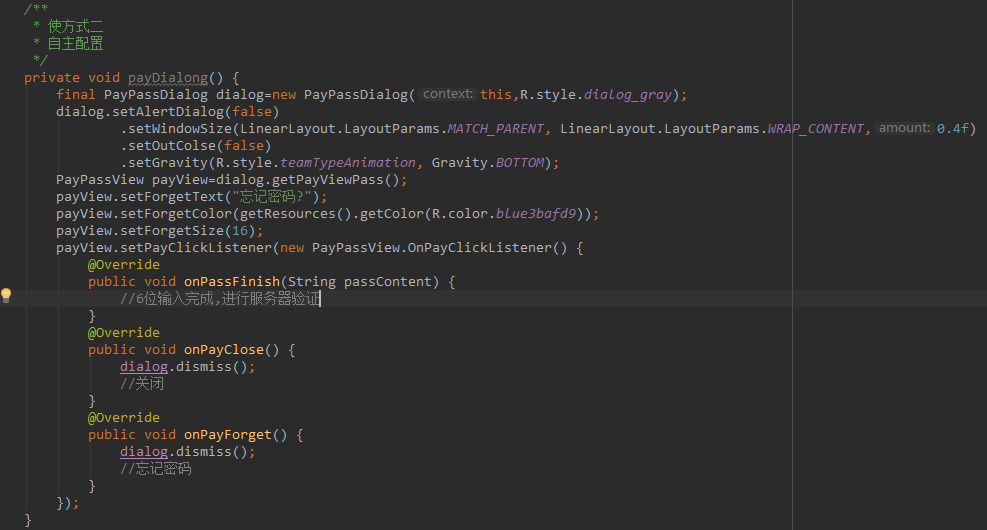 /**
 * 使方式二
 * 自主配置
 */
private void payDialong() {
    final PayPassDialog dialog=new PayPassDialog( context: this,R.style.dialog_gray);
    dialog.setAlertDialog(false)
            .setWindowSize(LinearLayout.LayoutParams.MATCH_PARENT, LinearLayout.LayoutParams.WRAP_CONTENT, amount: 0.4f)
            .setOutColse(false)
            .setGravity(R.style.teamTypeAnimation, Gravity.BOTTOM);
    PayPassView payView=dialog.getPayViewPass();
    payView.setForgetText("忘记密码?");
    payView.setForgetColor(getResources().getColor(R.color.blue3bafd9));
    payView.setForgetSize(16);
    payView.setPayClickListener(new PayPassView.OnPayClickListener() {
        @Override
        public void onPassFinish(String passContent) {
            //6位输入完成,进行服务器验证
        }
        @Override
        public void onPayClose() {
            dialog.dismiss();
            //关闭
        }
        @Override
        public void onPayForget() {
            dialog.dismiss();
            //忘记密码
        }
    });
}